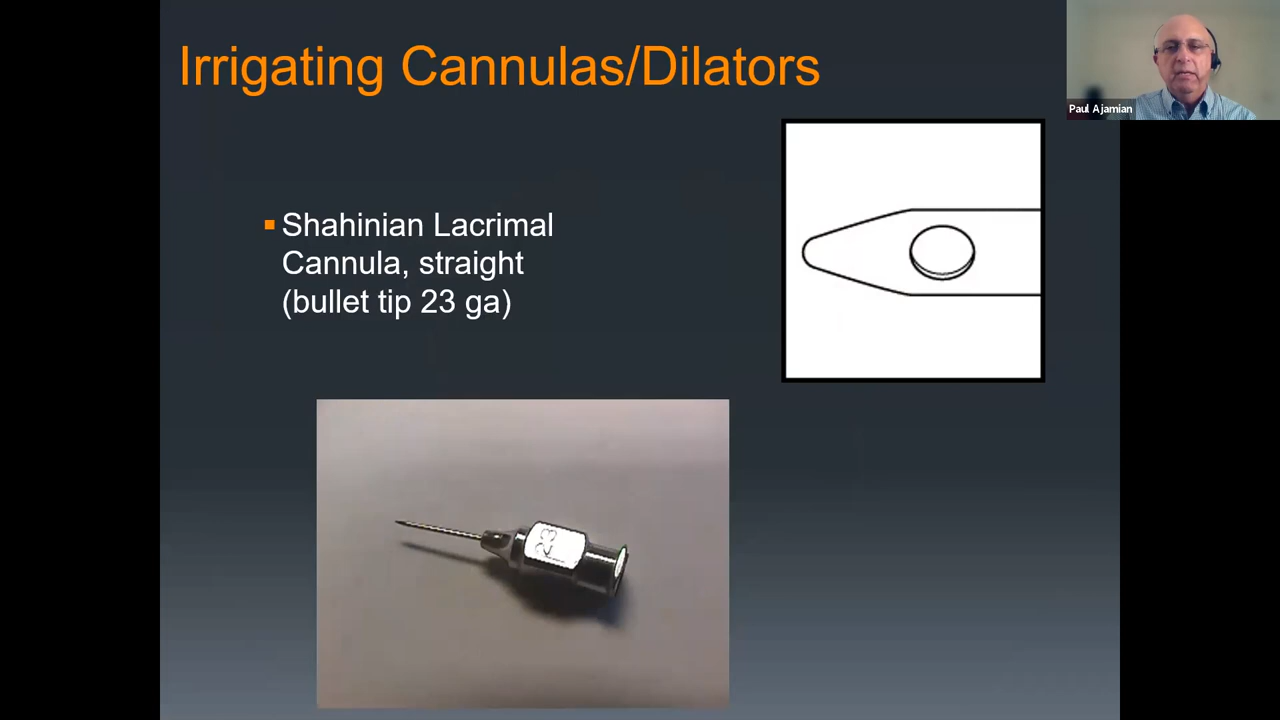 Irrigating Cannulas/Dilators
Paul Ajamian
Shahinian Lacrimal
Cannula, straight
(bullet tip 23 ga)
23